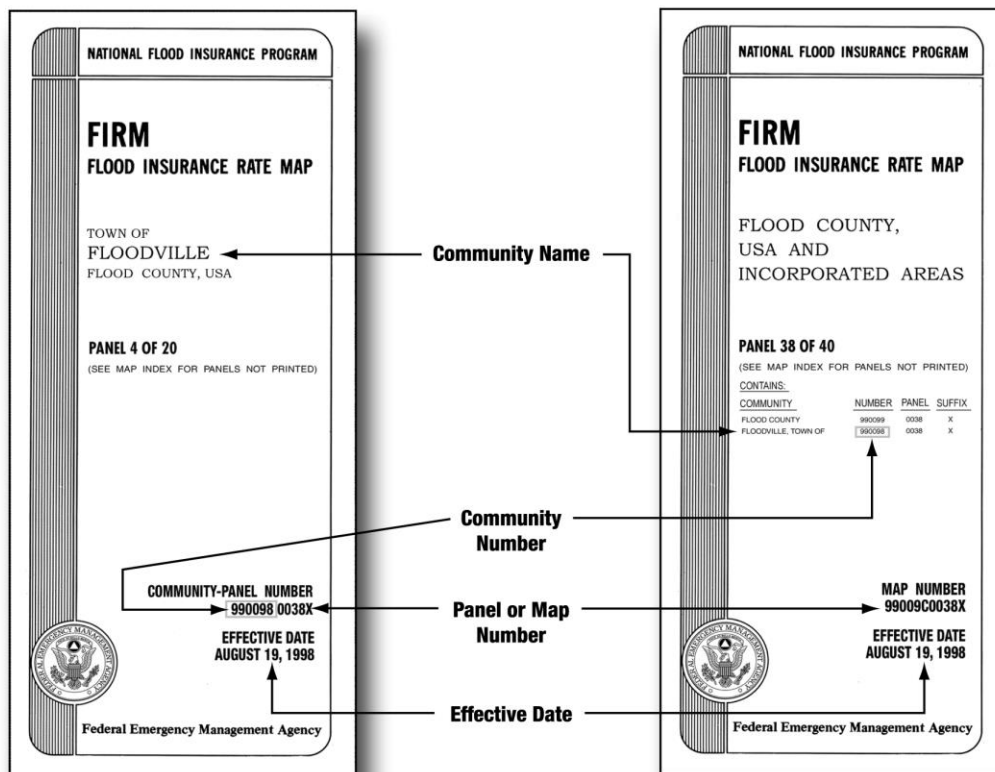 NATIONAL FLOOD INSURANCE PROGRAM
FIRM
FLOOD INSURANCE RATE MAP
TOWN OF
FLOODVILLE
FLOOD COUNTY, USA
PANEL 4 OF 20
(SEE MAP INDEX FOR PANELS NOT PRINTED)
COMMUNITY-PANEL NUMBER
990098 0038X
EFFECTIVE DATE
AUGUST 19, 1998
Federal Emergency Management Agency
Community Name
Community
Number
Panel or Map
Number
Effective Date
NATIONAL FLOOD INSURANCE PROGRAM
FIRM
FLOOD INSURANCE RATE MAP
FLOOD COUNTY,
USA AND
INCORPORATED AREAS
PANEL 38 OF 40
(SEE MAP INDEX FOR PANELS NOT PRINTED)
CONTAINS:
COMMUNITY NUMBER PANEL SUFFIX
FLOOD COUNTY 990099 0038 X
FLOODVILLE, TOWN OF 990098 0038 X
MAP NUMBER
99009C0038X
EFFECTIVE DATE
AUGUST 19, 1998
Federal Emergency Management Agency